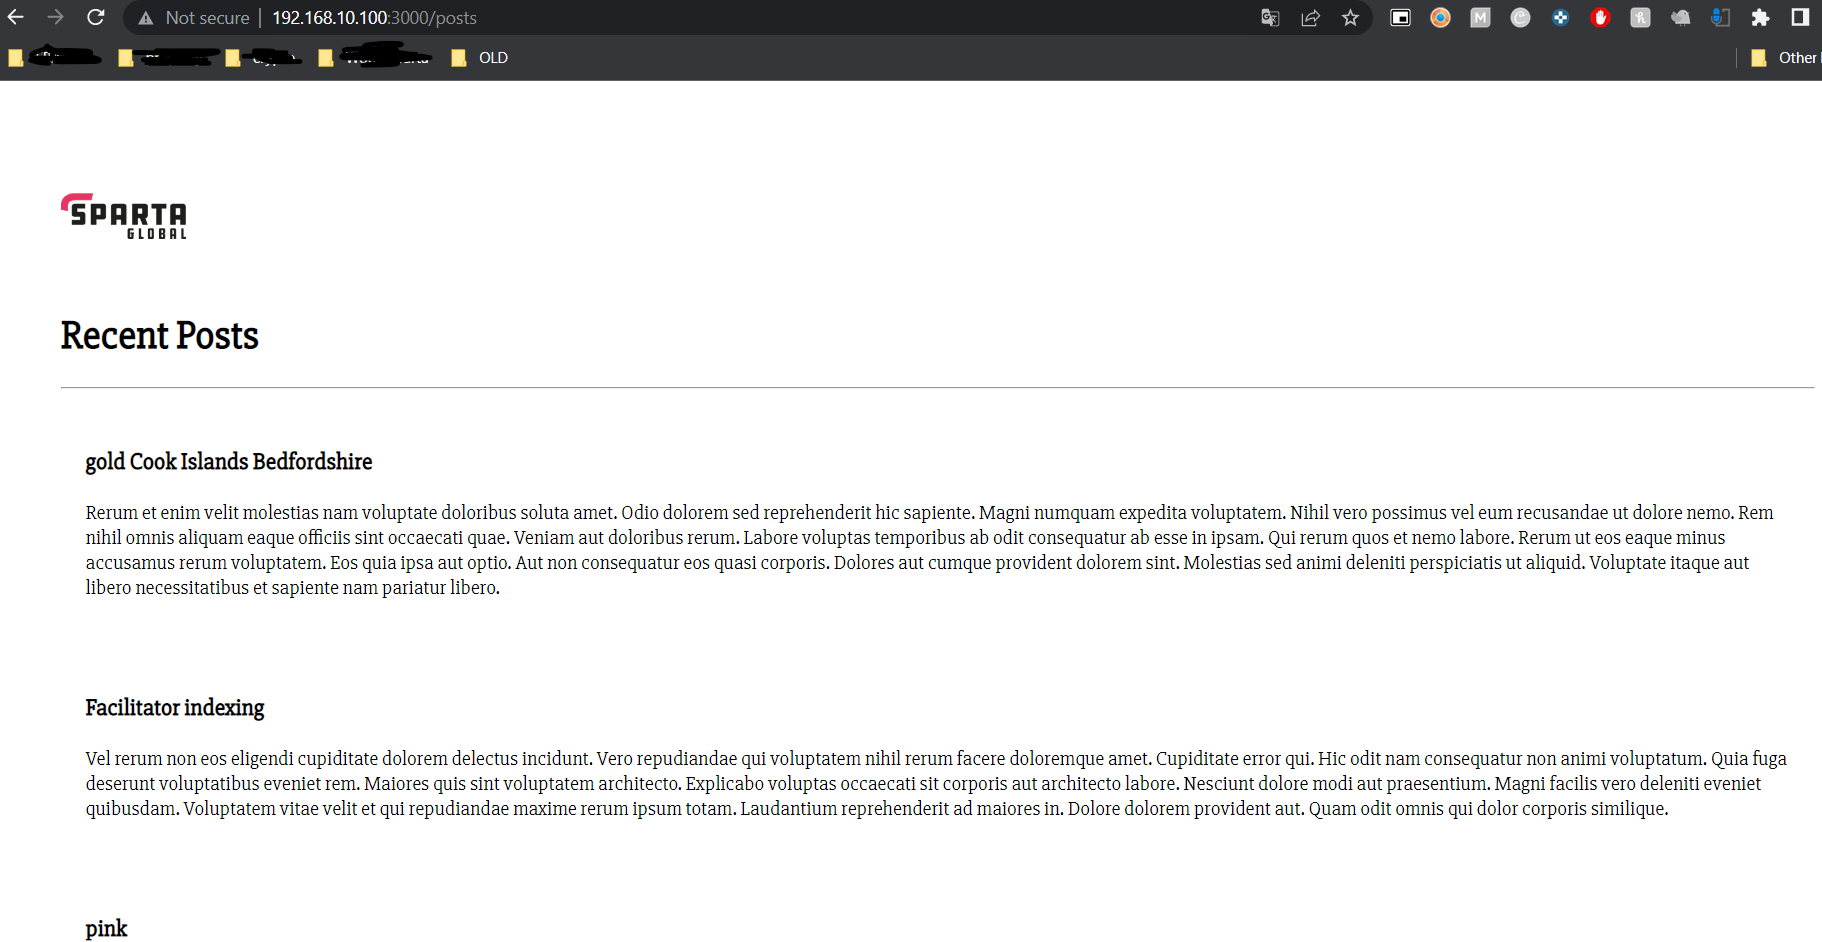 Not secure | 192.168.10.100:3000/posts
OLD
Other
SPARTA
GLOBAL
Recent Posts
gold Cook Islands Bedfordshire
Rerum et enim velit molestias nam voluptate doloribus soluta amet. Odio dolorem sed reprehenderit hic sapiente. Magni numquam expedita voluptatem. Nihil vero possimus vel eum recusandae ut dolore nemo. Rem
nihil omnis aliquam eaque officiis sint occaecati quae. Veniam aut doloribus rerum. Labore voluptas temporibus ab odit consequatur ab esse in ipsam. Qui rerum quos et nemo labore. Rerum ut eos eaque minus
accusamus rerum voluptatem. Eos quia ipsa aut optio. Aut non consequatur eos quasi corporis. Dolores aut cumque provident dolorem sint. Molestias sed animi deleniti perspiciatis ut aliquid. Voluptate itaque aut
libero necessitatibus et sapiente nam pariatur libero.
Facilitator indexing
Vel rerum non eos eligendi cupiditate dolorem delectus incidunt. Vero repudiandae qui voluptatem nihil rerum facere doloremque amet. Cupiditate error qui. Hic odit nam consequatur non animi voluptatum. Quia fuga
deserunt voluptatibus eveniet rem. Maiores quis sint voluptatem architecto. Explicabo voluptas occaecati sit corporis aut architecto labore. Nesciunt dolore modi aut praesentium. Magni facilis vero deleniti eveniet
quibusdam. Voluptatem vitae velit et qui repudiandae maxime rerum ipsum totam. Laudantium reprehenderit ad maiores in. Dolore dolorem provident aut. Quam odit omnis qui dolor corporis similique.
pink